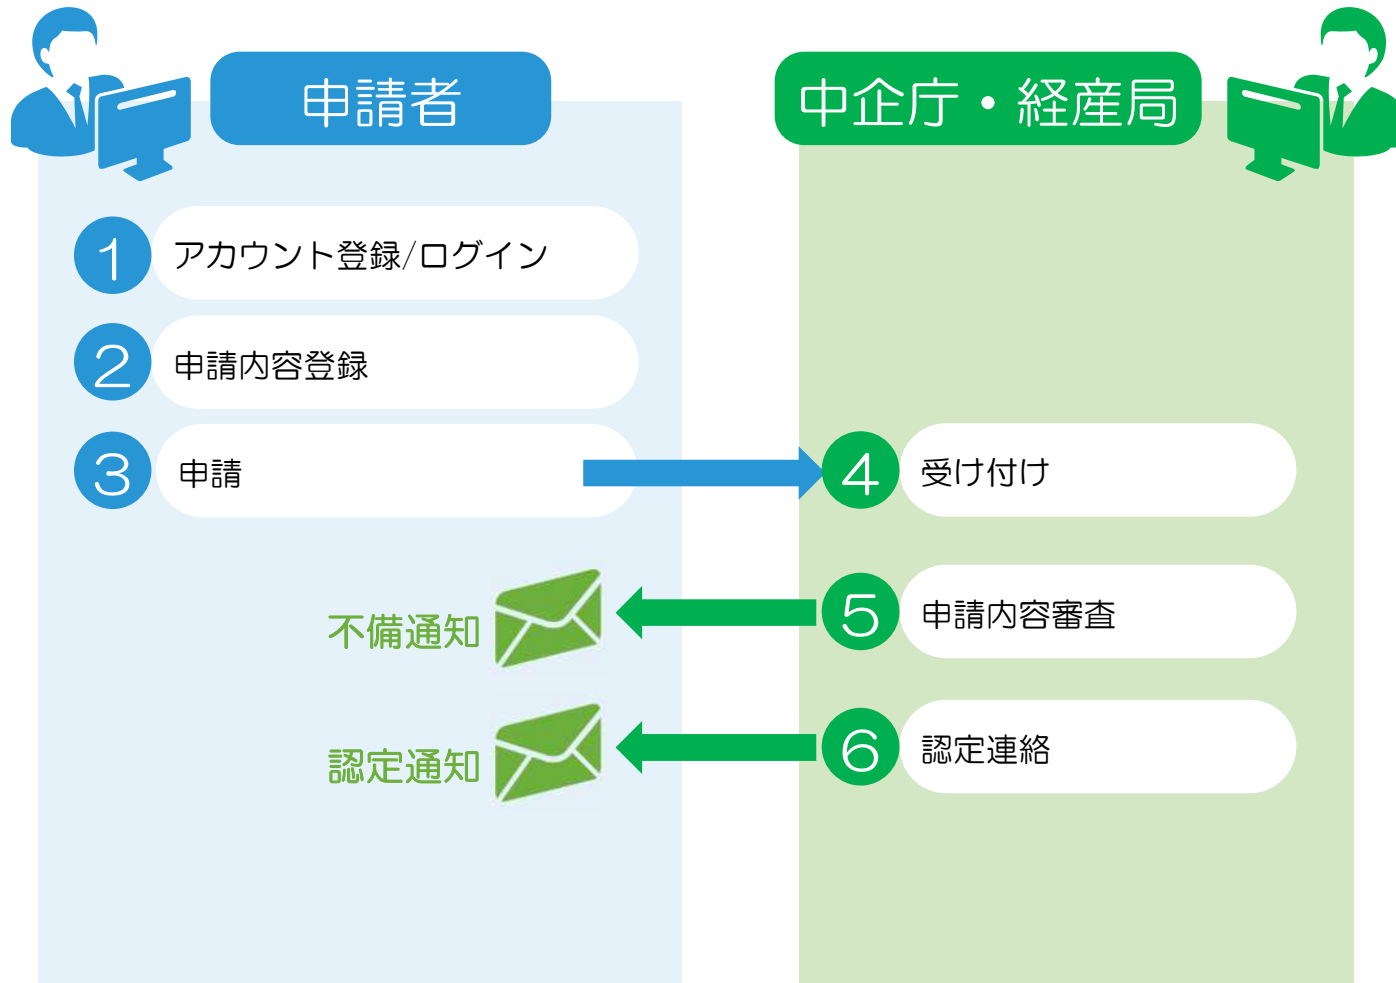 申請者
中企庁・経産局
1 アカウント登録/ログイン
2 申請内容登録
3 申請
4 受け付け
不備通知
5 申請内容審査
認定通知
6 認定連絡